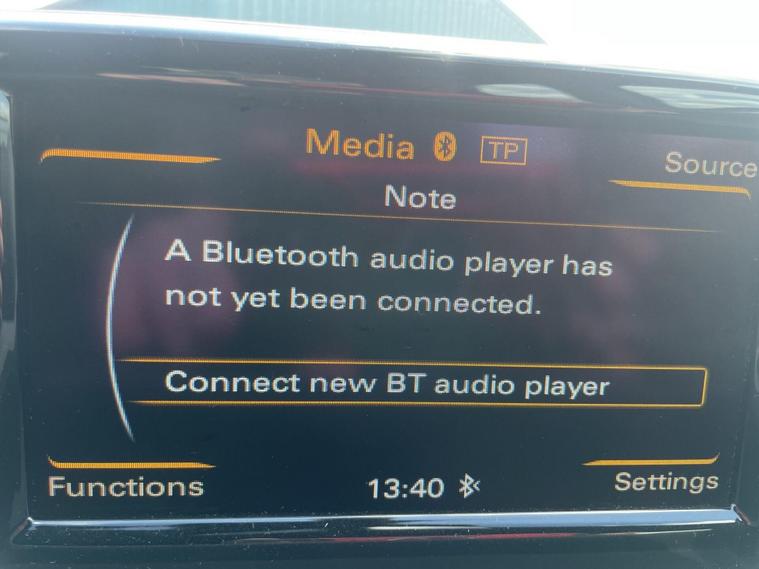 Media TP
Source
Note
A Bluetooth audio player has
not yet been connected.
Connect new BT audio player
Functions
13:40
Settings